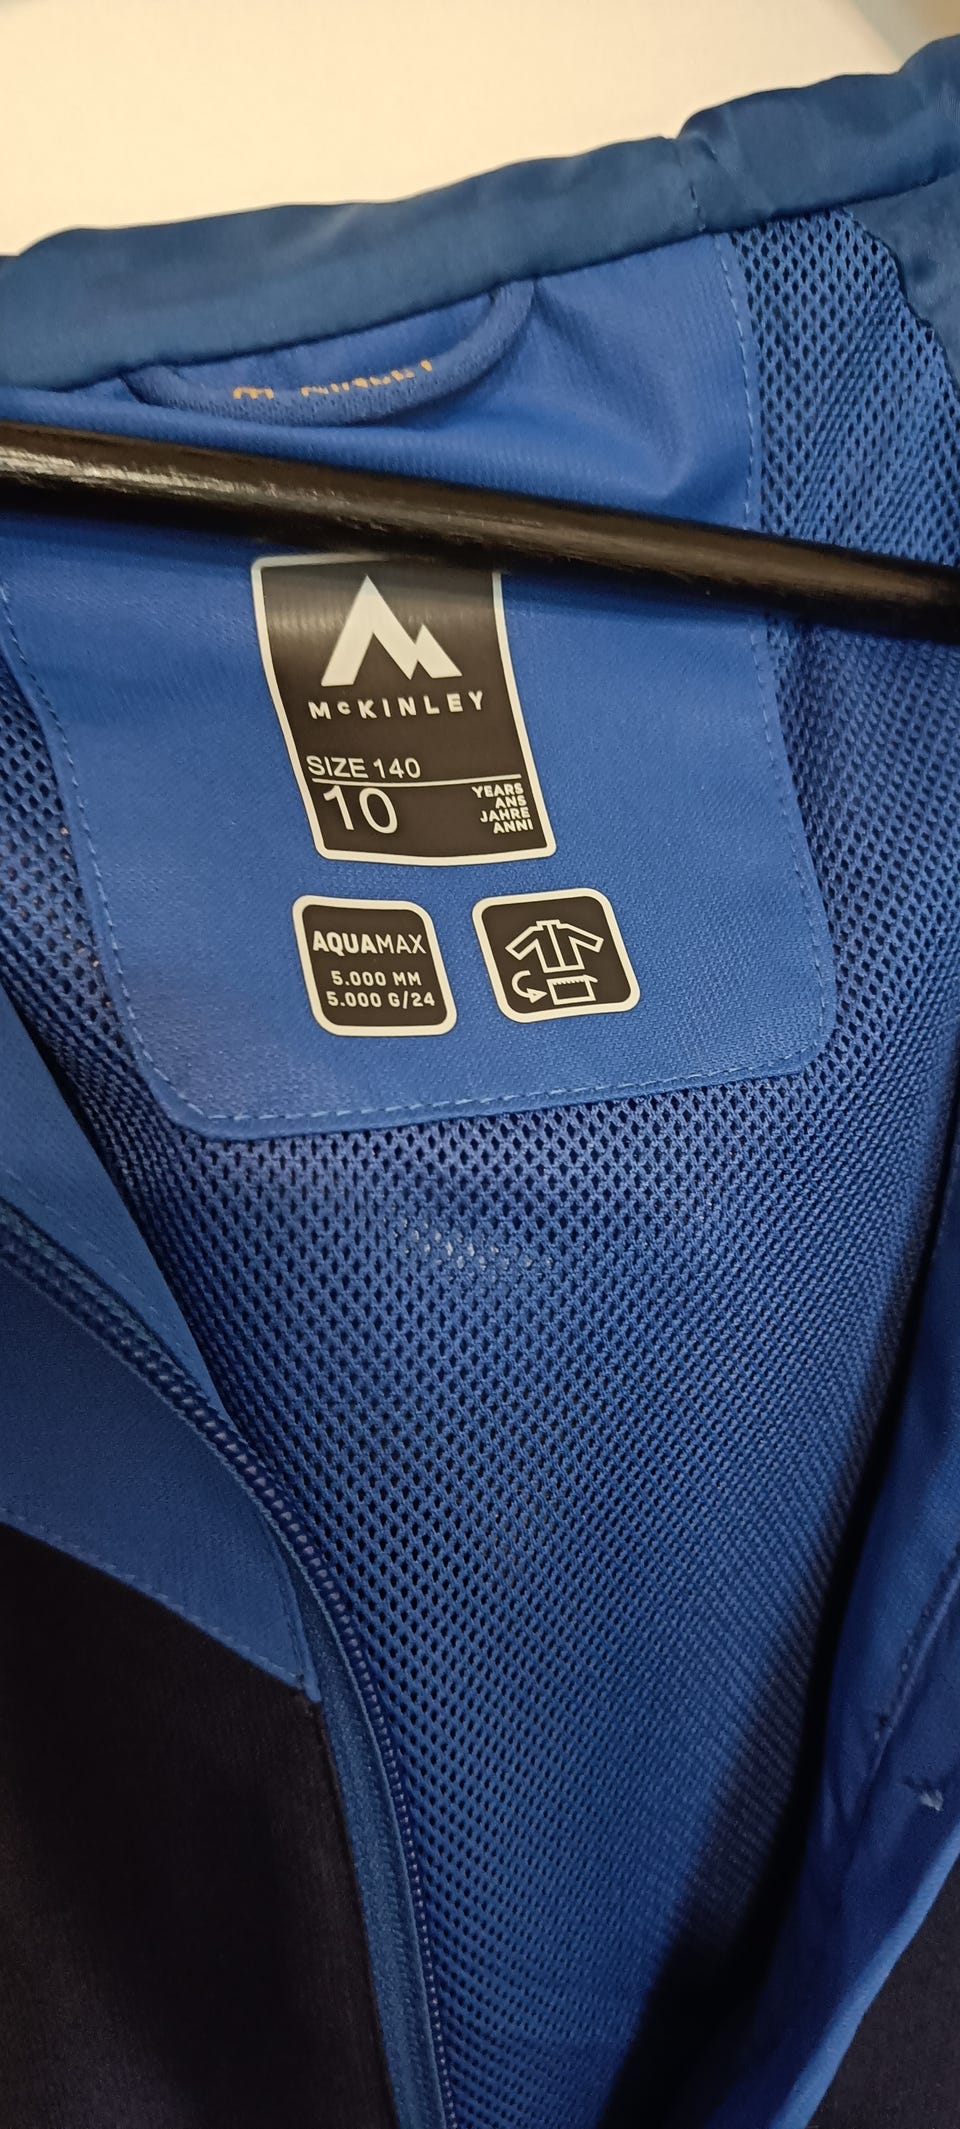 McKINLEY
SIZE 140
10
YEARS
ANS
JAHRE
ANNI
AQUAMAX
5.000 MM
5.000 G/24